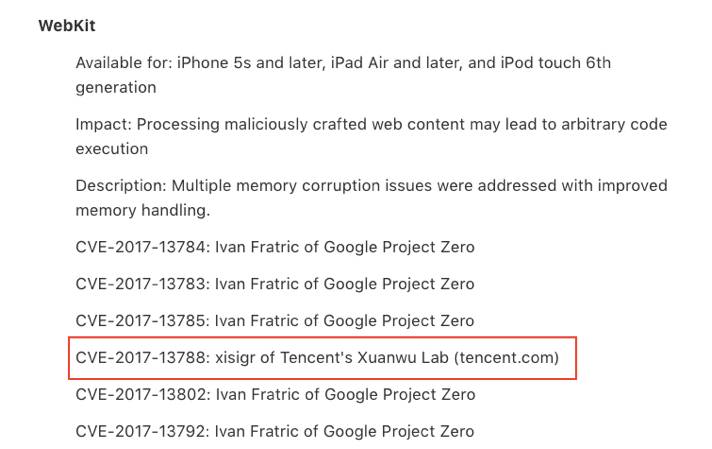 WebKit
Available for: iPhone 5s and later, iPad Air and later, and iPod touch 6th
generation
Impact: Processing maliciously crafted web content may lead to arbitrary code
execution
Description: Multiple memory corruption issues were addressed with improved
memory handling.
CVE-2017-13784: Ivan Fratric of Google Project Zero
CVE-2017-13783: Ivan Fratric of Google Project Zero
CVE-2017-13785: Ivan Fratric of Google Project Zero
CVE-2017-13788: xisigr of Tencent's Xuanwu Lab (tencent.com)
CVE-2017-13802: Ivan Fratric of Google Project Zero
CVE-2017-13792: Ivan Fratric of Google Project Zero